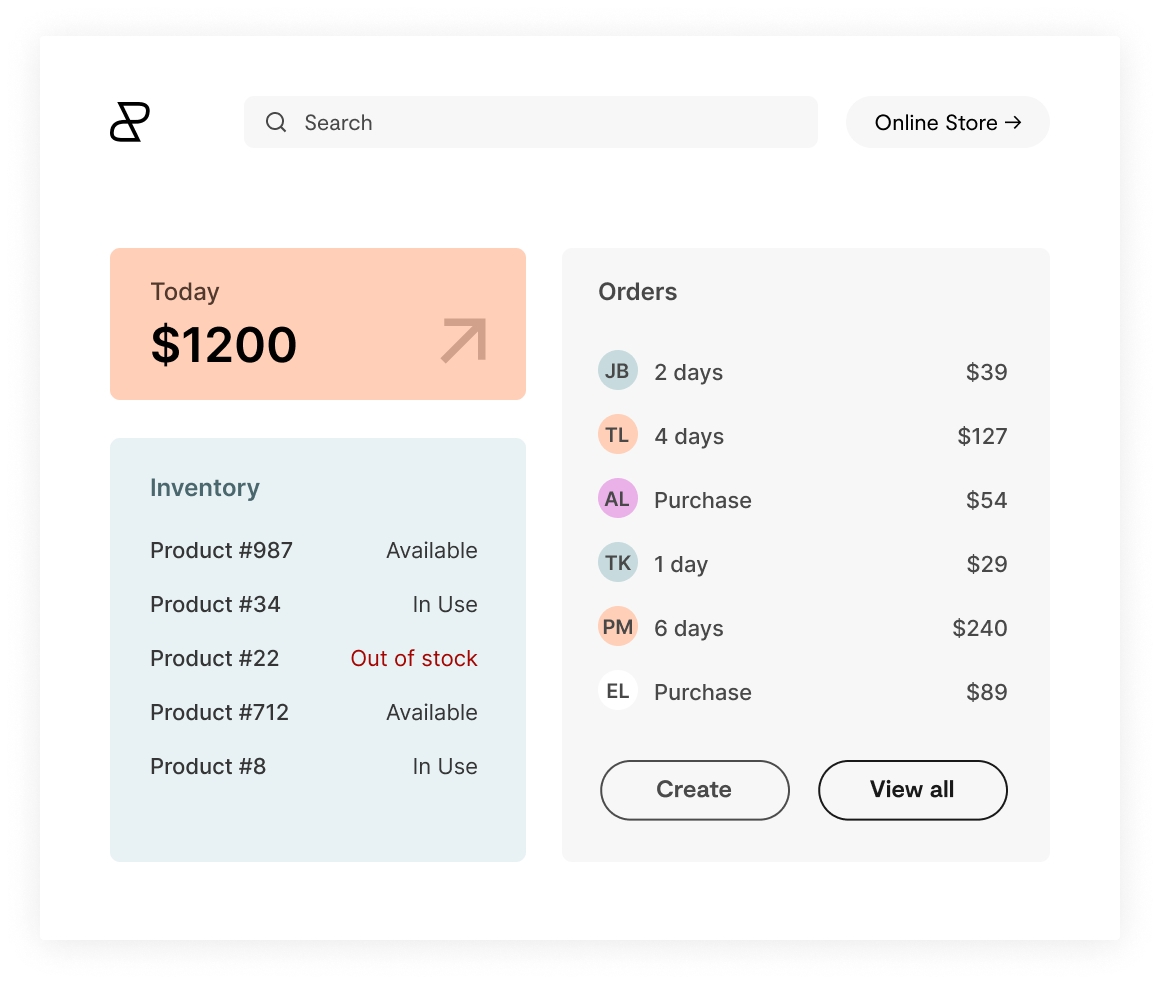 Search
Online Store →
Today
$1200
Inventory
Product #987 Available
Product #34 In Use
Product #22 Out of stock
Product #712 Available
Product #8 In Use
Orders
JB 2 days $39
TL 4 days $127
AL Purchase $54
TK 1 day $29
PM 6 days $240
EL Purchase $89
Create View all